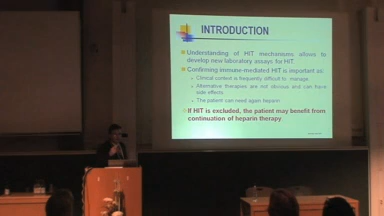 INTRODUCTION
Understanding of HIT mechanisms allows to
develop new laboratory assays for HIT.
Confirming immune-mediated HIT is important as:
Clinical context is frequently difficult to manage.
Alternative therapies are not obvious and can have
side effects
The patient can need again heparin
If HIT is excluded, the patient may benefit from
continuation of heparin therapy.